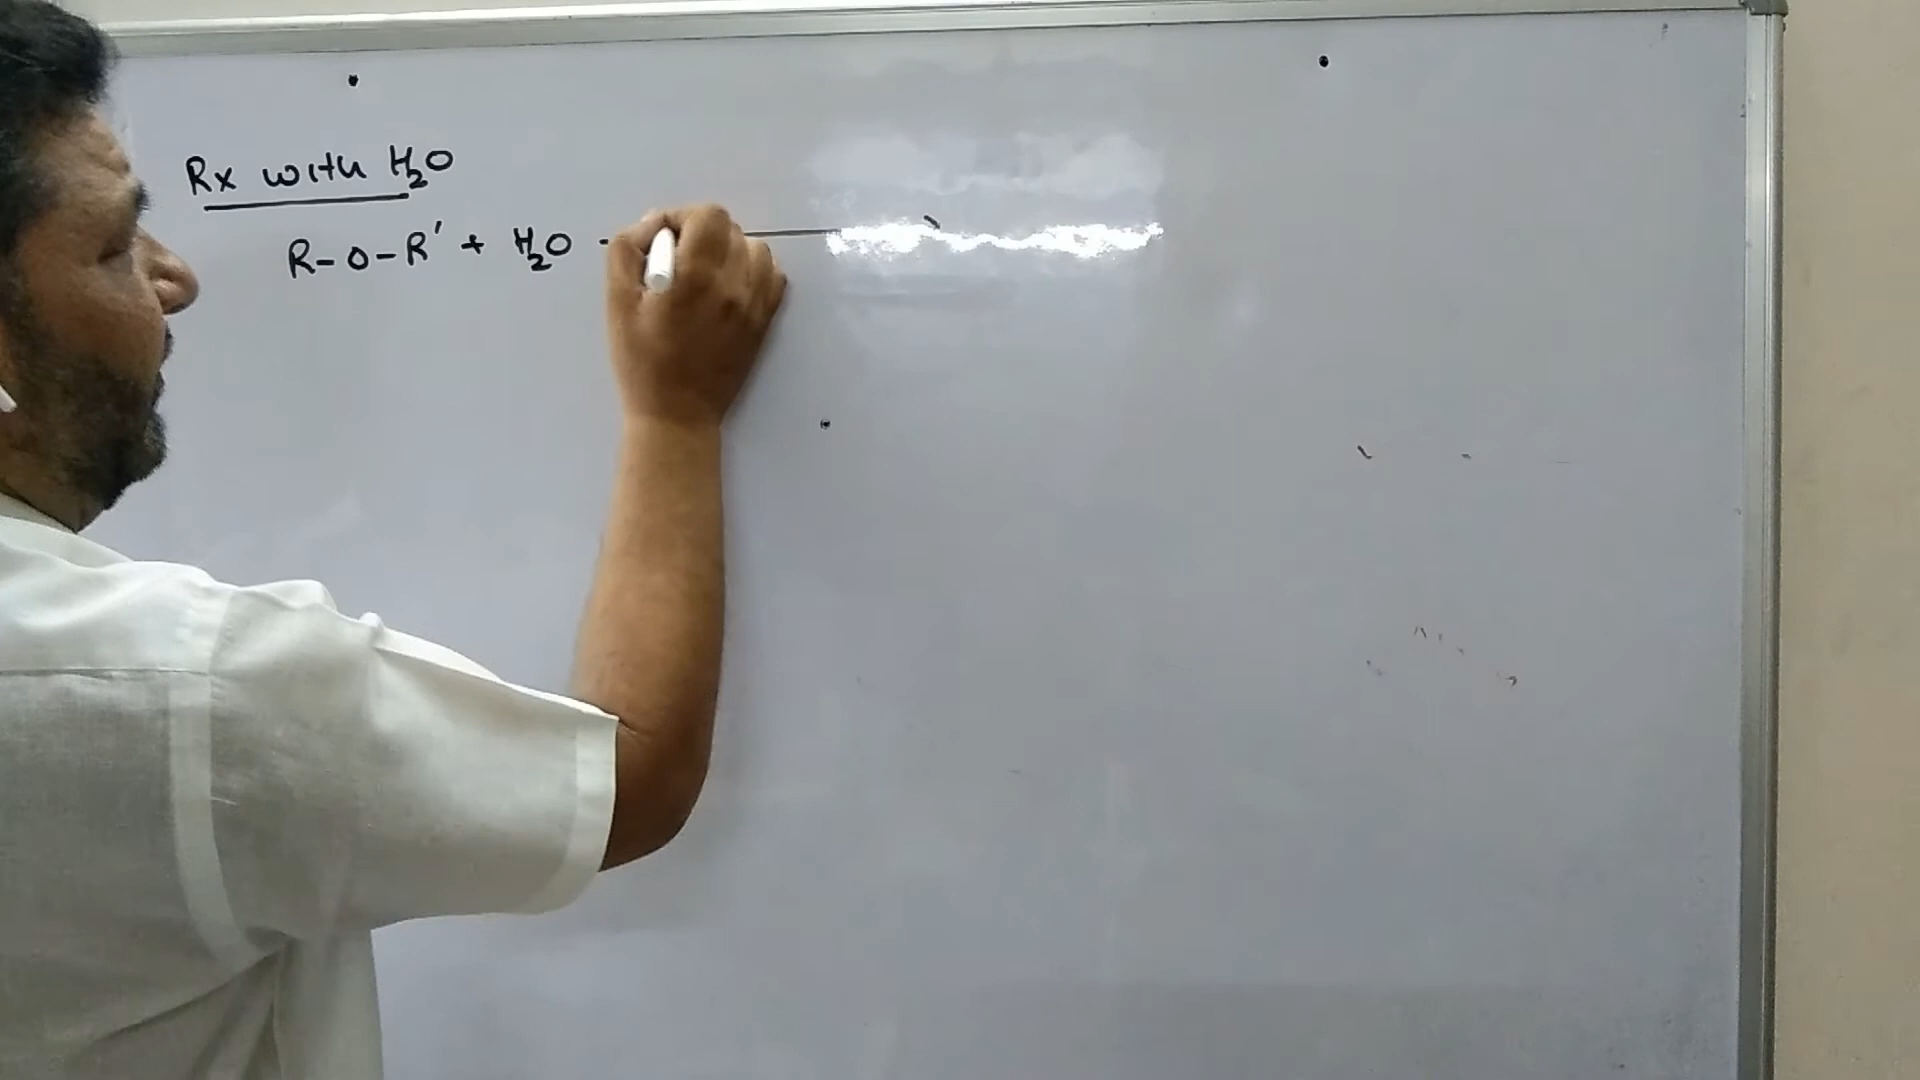 Rx with H₂O
R-O-R' + H₂O